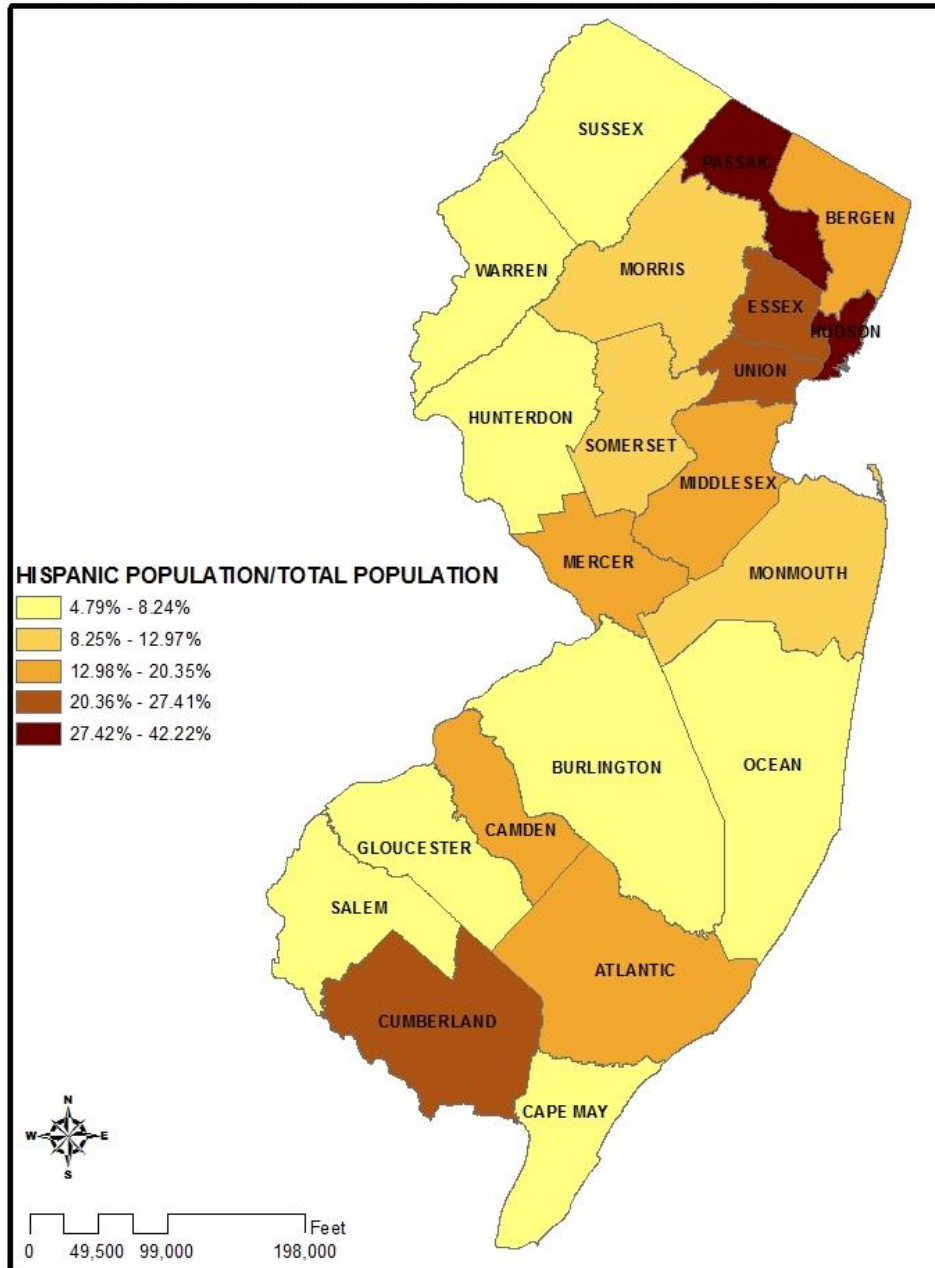 SUSSEX
PASSAIC
BERGEN
WARREN
MORRIS
ESSEX
HUDSON
UNION
HUNTERDON
SOMERSET
MIDDLESEX
MERCER
MONMOUTH
HISPANIC POPULATION/TOTAL POPULATION
4.79% - 8.24%
8.25% - 12.97%
12.98% - 20.35%
20.36% - 27.41%
27.42% - 42.22%
BURLINGTON
OCEAN
CAMDEN
GLOUCESTER
SALEM
ATLANTIC
CUMBERLAND
CAPE MAY
N
W E
S
Feet
0 49,500 99,000 198,000